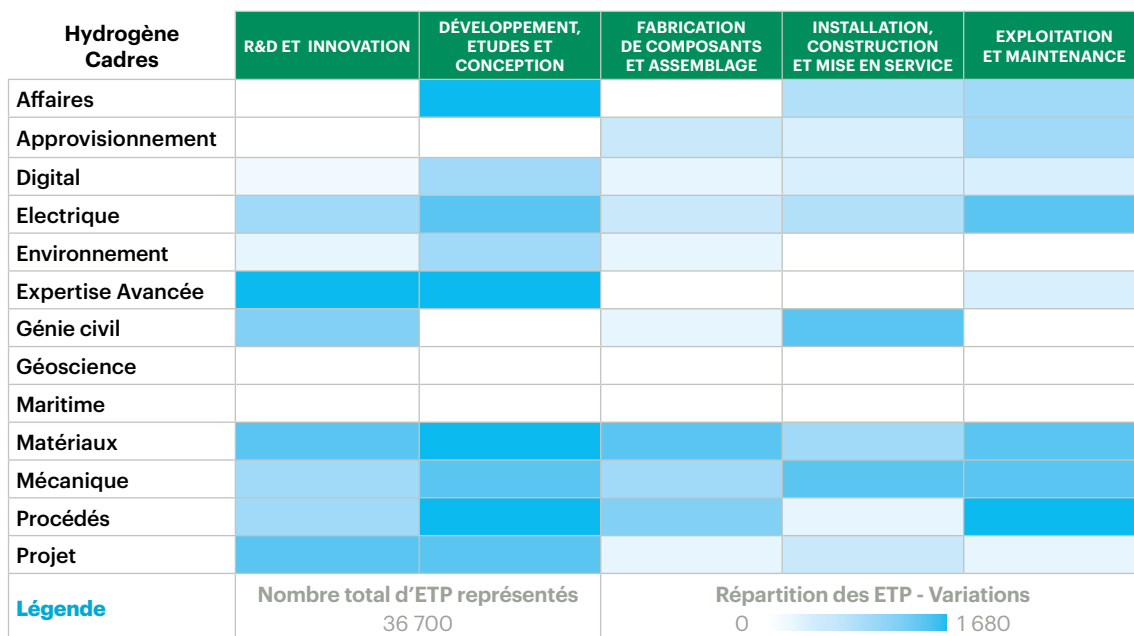 Hydrogène
Cadres
R&D ET INNOVATION
DÉVELOPPEMENT,
ETUDES ET
CONCEPTION
FABRICATION
DE COMPOSANTS
ET ASSEMBLAGE
INSTALLATION,
CONSTRUCTION
ET MISE EN SERVICE
EXPLOITATION
ET MAINTENANCE
Affaires
Approvisionnement
Digital
Electrique
Environnement
Expertise Avancée
Génie civil
Géoscience
Maritime
Matériaux
Mécanique
Procédés
Projet
Légende
Nombre total d'ETP représentés
36 700
Répartition des ETP - Variations
0 1 680